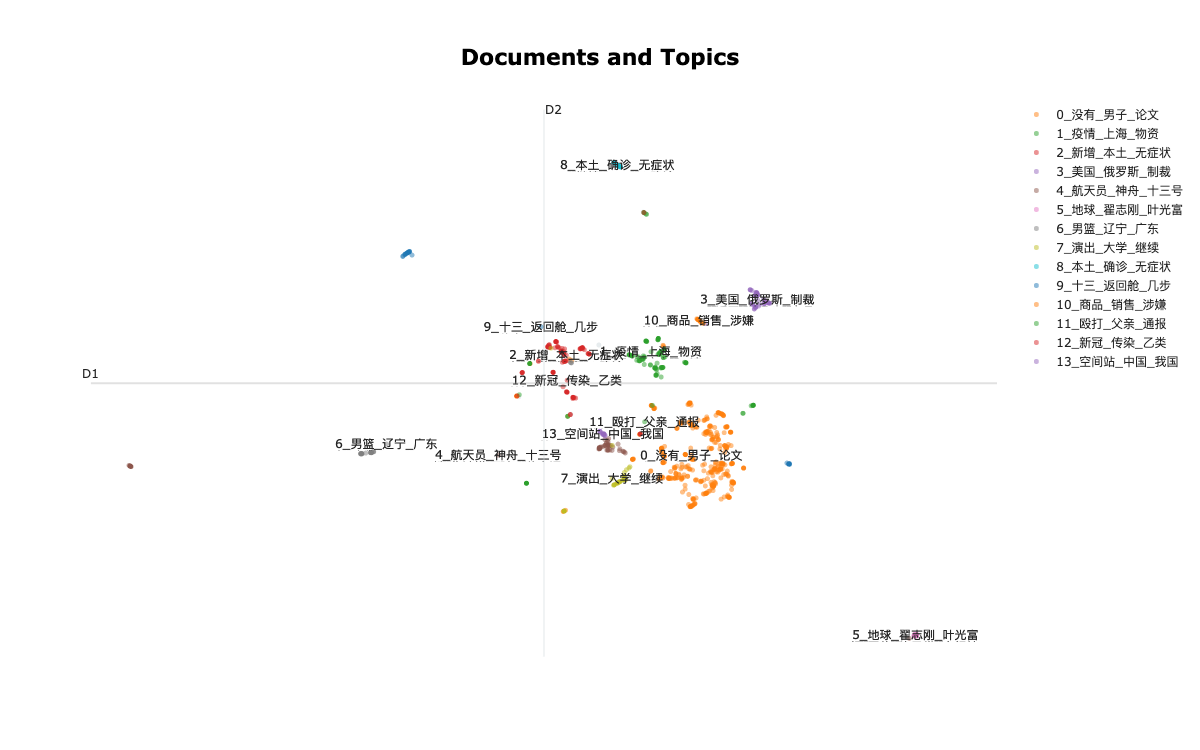 Documents and Topics
D2
D1
8_本土_确诊_无症状
3_美国_俄罗斯_制裁
10_商品_销售_涉嫌
9_十三_返回舱_几步
1_疫情_上海_物资
2_新增_本土_无症状
12_新冠_传染_乙类
11_殴打_父亲_通报
13_空间站_中国_我国
6_男篮_辽宁_广东
4_航天员_神舟_十三号
0_没有_男子_论文
7_演出_大学_继续
5_地球_翟志刚_叶光富
0_没有_男子_论文
1_疫情_上海_物资
2_新增_本土_无症状
3_美国_俄罗斯_制裁
4_航天员_神舟_十三号
5_地球_翟志刚_叶光富
6_男篮_辽宁_广东
7_演出_大学_继续
8_本土_确诊_无症状
9_十三_返回舱_几步
10_商品_销售_涉嫌
11_殴打_父亲_通报
12_新冠_传染_乙类
13_空间站_中国_我国